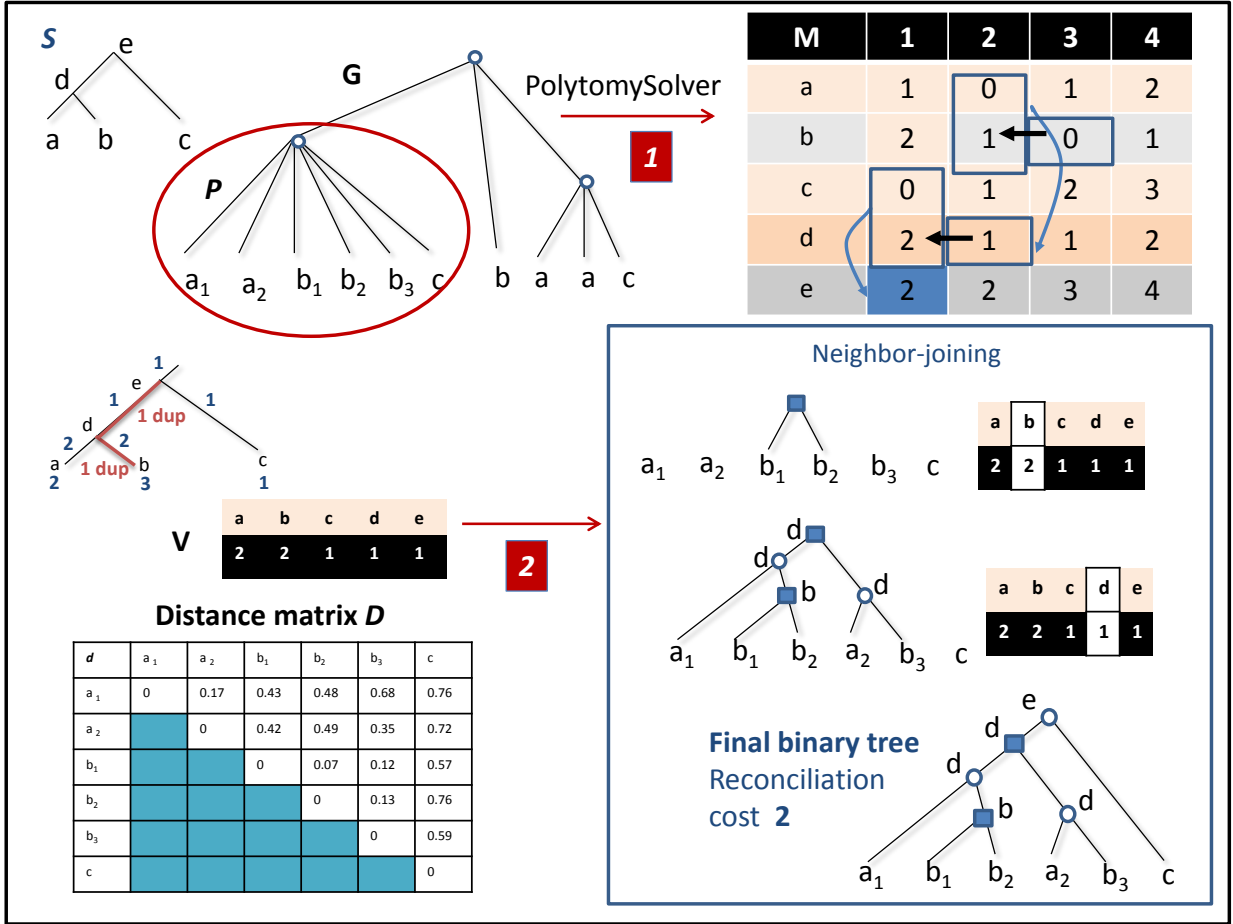 S
e
d
a b c
G
P
a1 a2 b1 b2 b3 c b a a c
PolytomySolver
1
M 1 2 3 4
a 1 0 1 2
b 2 1 0 1
c 0 1 2 3
d 2 1 1 2
e 2 2 3 4
1
e
1 1
1 dup
d
2 2
a b c
1 dup
2 3 1
V
a b c d e
2 2 1 1 1
2
Distance matrix D
d a1 a2 b1 b2 b3 c
a1 0 0.17 0.43 0.48 0.68 0.76
a2 0 0.42 0.49 0.35 0.72
b1 0 0.07 0.12 0.57
b2 0 0.13 0.76
b3 0 0.59
c 0
Neighbor-joining
a1 a2 b1 b2 b3 c
a b c d e
2 2 1 1 1
d
d
b d
a1 b1 b2 a2 b3 c
a b c d e
2 2 1 1 1
Final binary tree
Reconciliation
cost 2
e
d
d
b d
a1 b1 b2 a2 b3 c